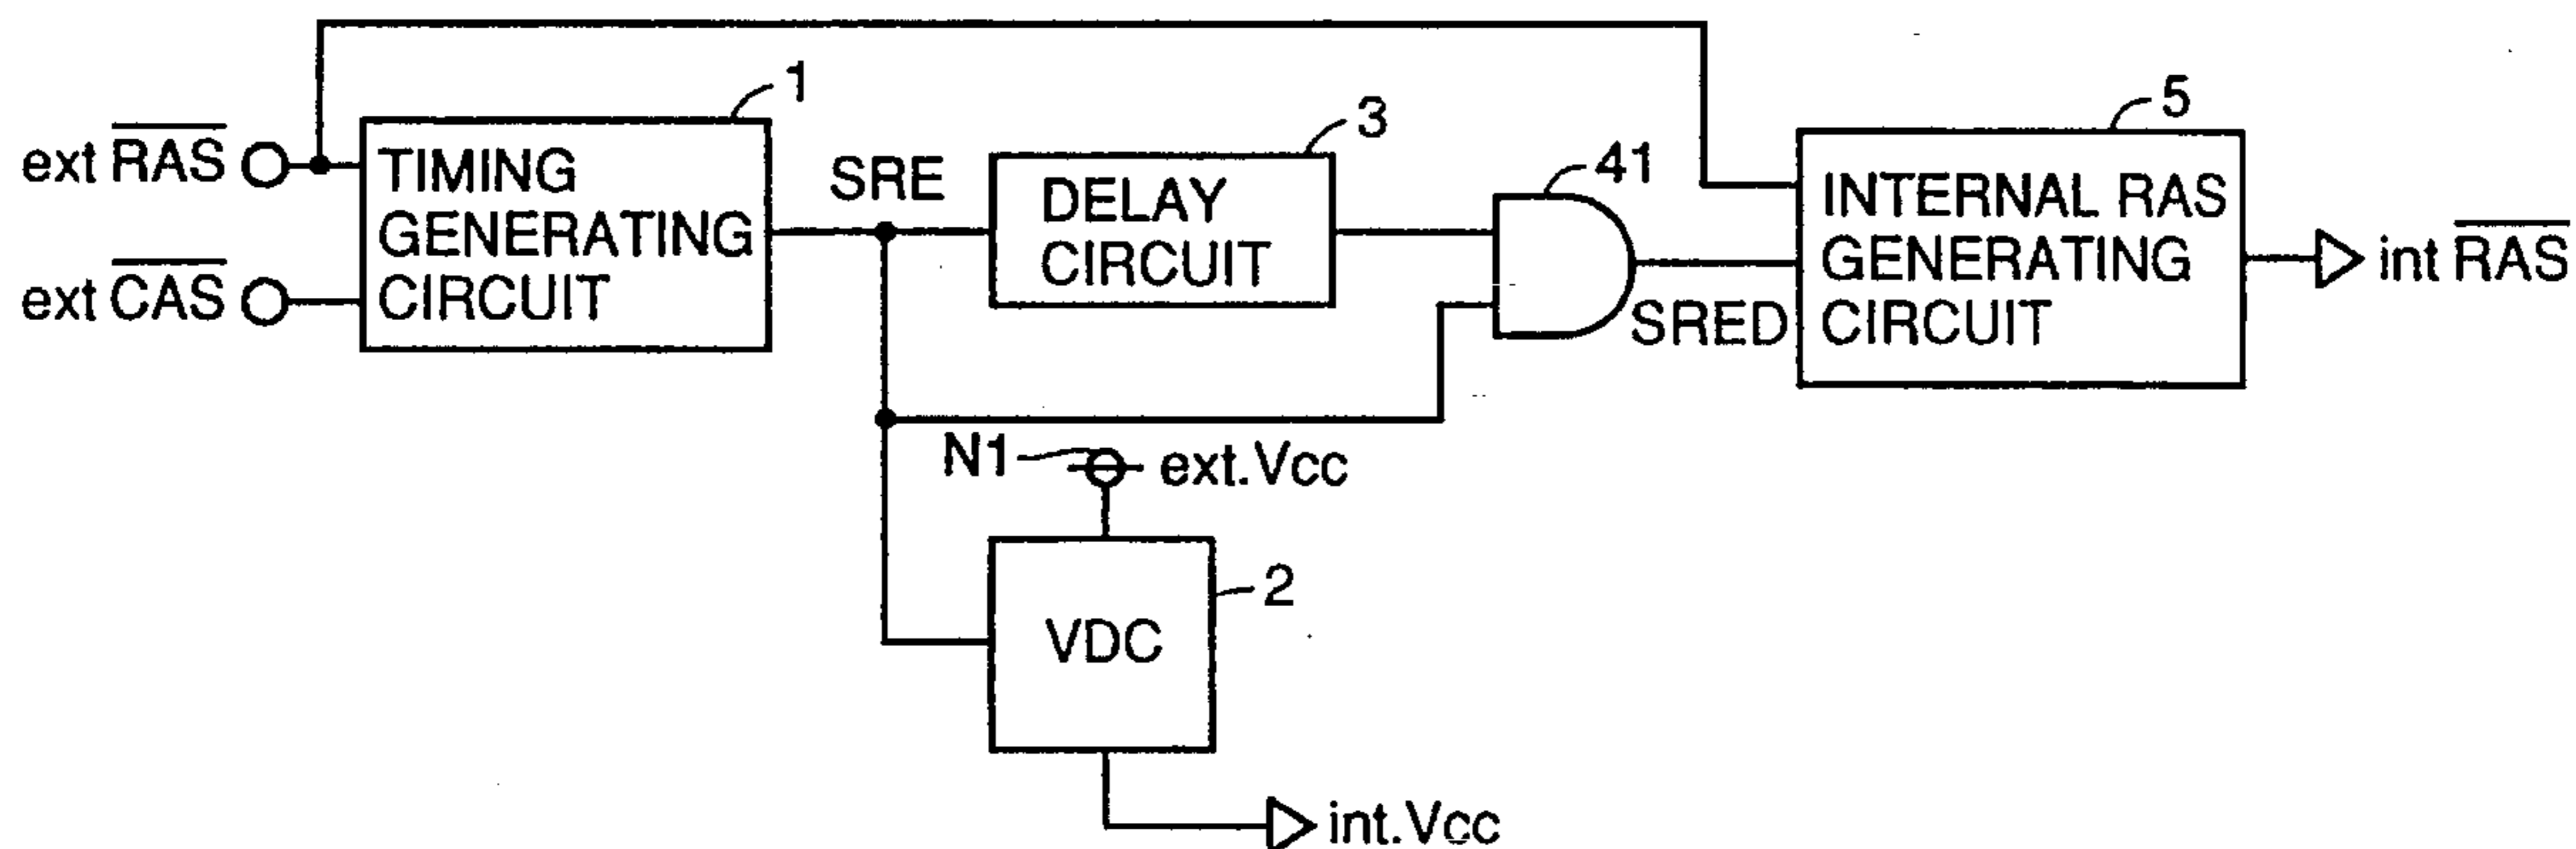 1
ext RAS
TIMING
GENERATING
CIRCUIT
ext CAS
SRE
3
DELAY
CIRCUIT
41
SRED
5
INTERNAL RAS
GENERATING
CIRCUIT
int RAS
N1
ext.Vcc
2
VDC
int.Vcc